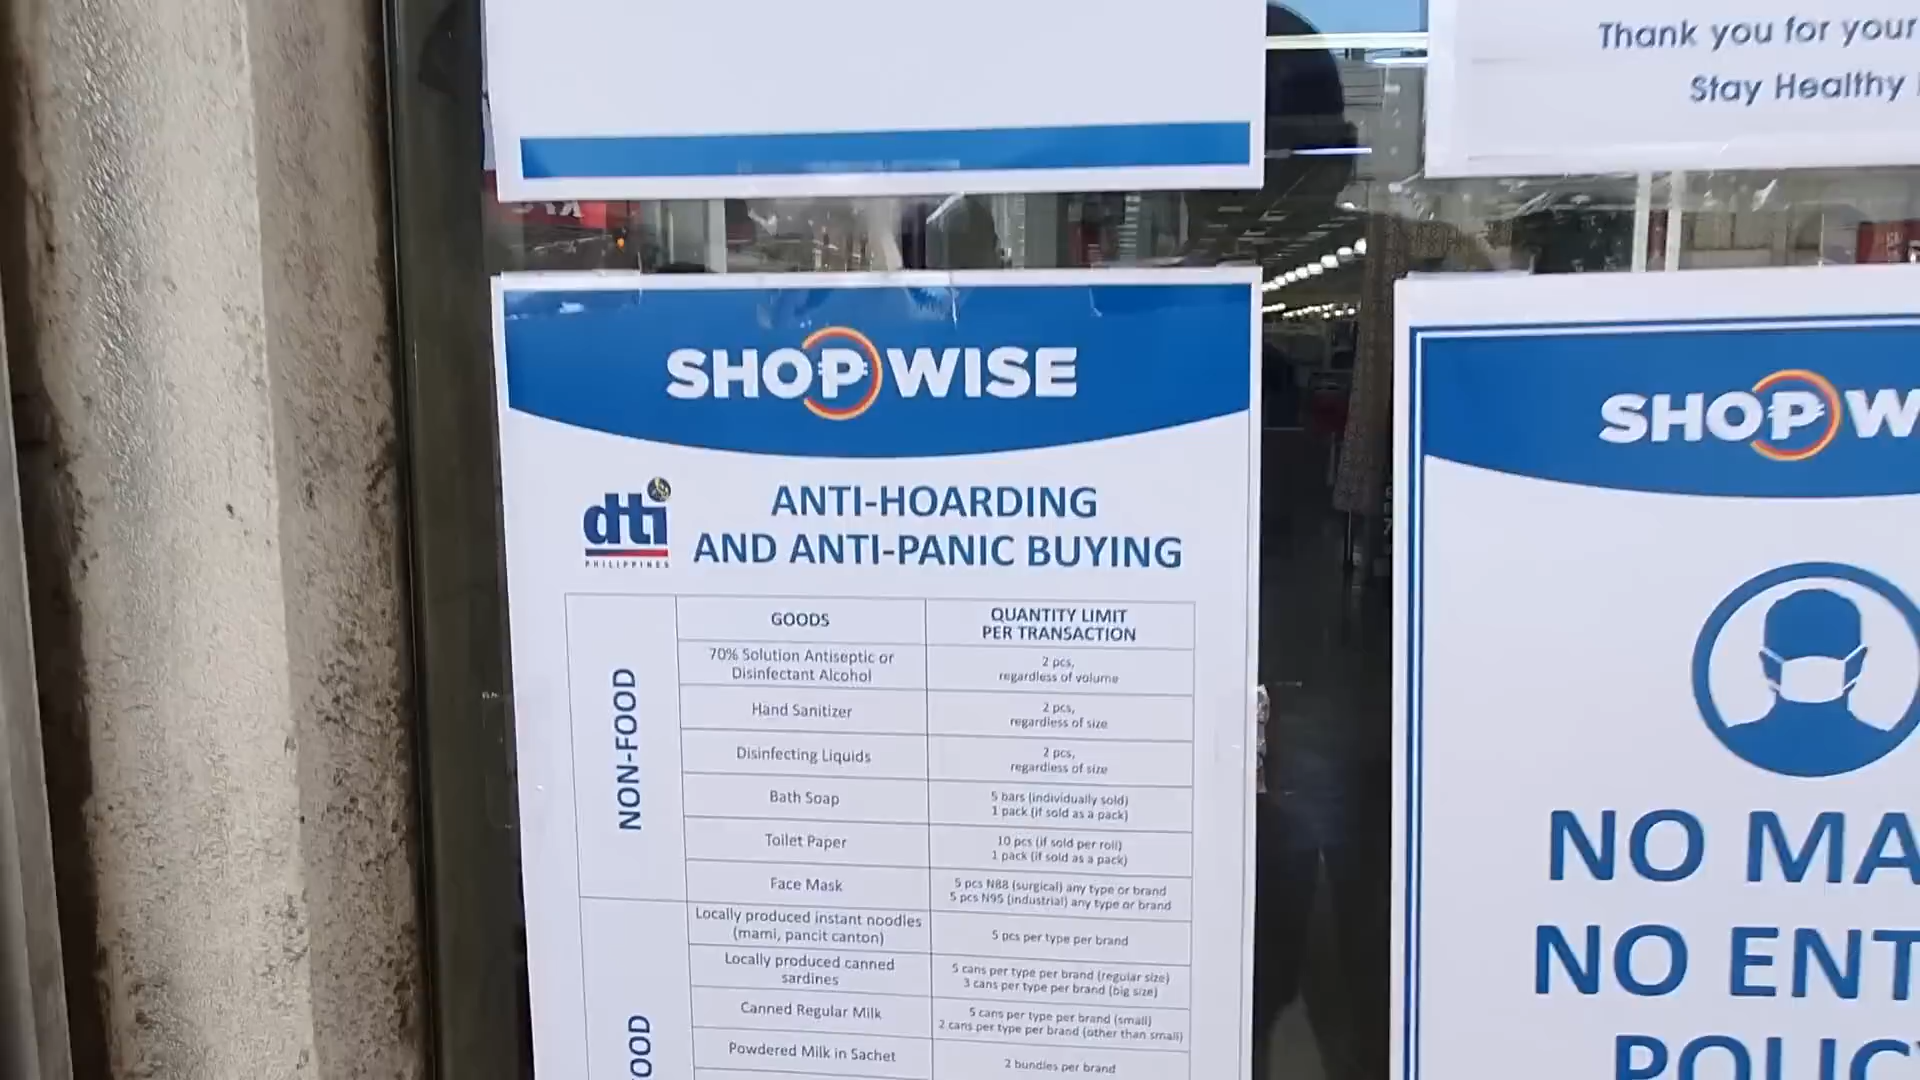 Thank you for your
Stay Healthy
SHOPWISE
dti
PHILIPPINES
ANTI-HOARDING
AND ANTI-PANIC BUYING
GOODS
QUANTITY LIMIT
PER TRANSACTION
NON-FOOD
70% Solution Antiseptic or
Disinfectant Alcohol
2 pcs,
regardless of volume
Hand Sanitizer
2 pcs,
regardless of size
Disinfecting Liquids
2 pcs,
regardless of size
Bath Soap
5 bars (individually sold)
1 pack (if sold as a pack)
Toilet Paper
10 pcs (if sold per roll)
1 pack (if sold as a pack)
Face Mask
5 pcs N88 (surgical) any type or brand
5 pcs N95 (industrial) any type or brand
OOD
Locally produced instant noodles
(mami, pancit canton)
5 pcs per type per brand
Locally produced canned
sardines
5 cans per type per brand (regular size)
3 cans per type per brand (big size)
Canned Regular Milk
5 cans per type per brand (small)
2 cans per type per brand (other than small)
Powdered Milk in Sachet
2 bundles per brand
SHOPW
NO MA
NO ENT
POLIC